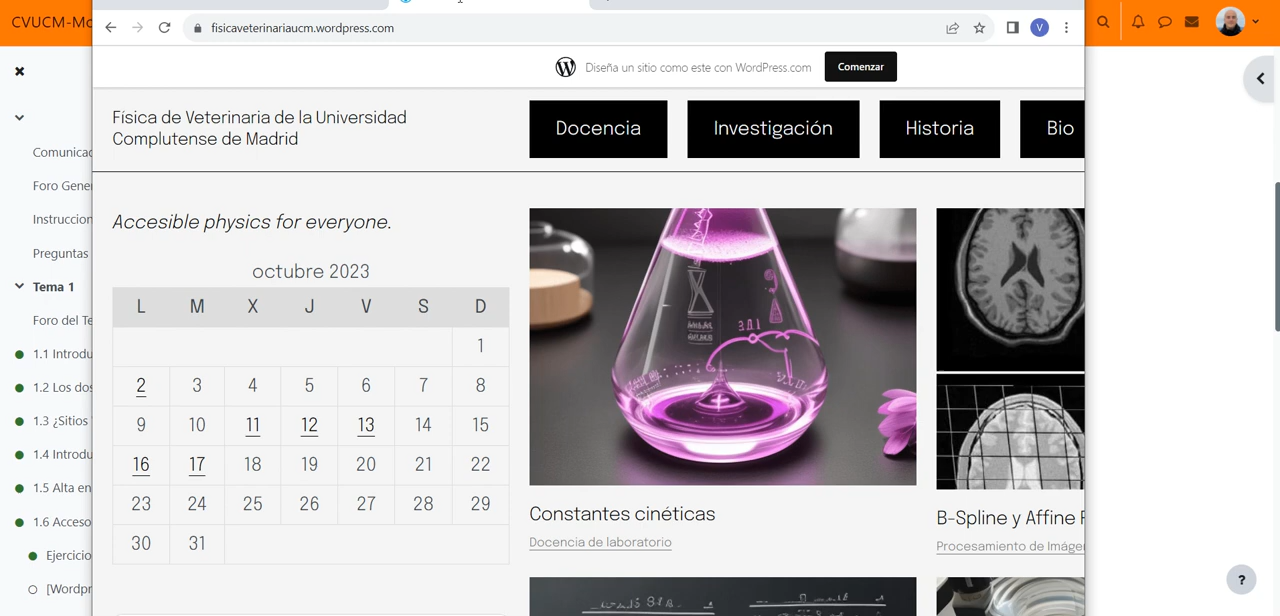 CVUCM-Mo
fisicaveterinariaucm.wordpress.com
V
Diseña un sitio como este con WordPress.com
Comenzar
Física de Veterinaria de la Universidad
Complutense de Madrid
Docencia
Investigación
Historia
Bio
Comunicac
Foro Gener
Instruccion
Preguntas
Tema 1
Foro del Te
1.1 Introdu
1.2 Los dos
1.3 ¿Sitios
1.4 Introdu
1.5 Alta en
1.6 Acceso
Ejercicio
[Wordpr
Accesible physics for everyone.
octubre 2023
L M X J V S D
1
2 3 4 5 6 7 8
9 10 11 12 13 14 15
16 17 18 19 20 21 22
23 24 25 26 27 28 29
30 31
Constantes cinéticas
Docencia de laboratorio
B-Spline y Affine
Procesamiento de Imáge
?